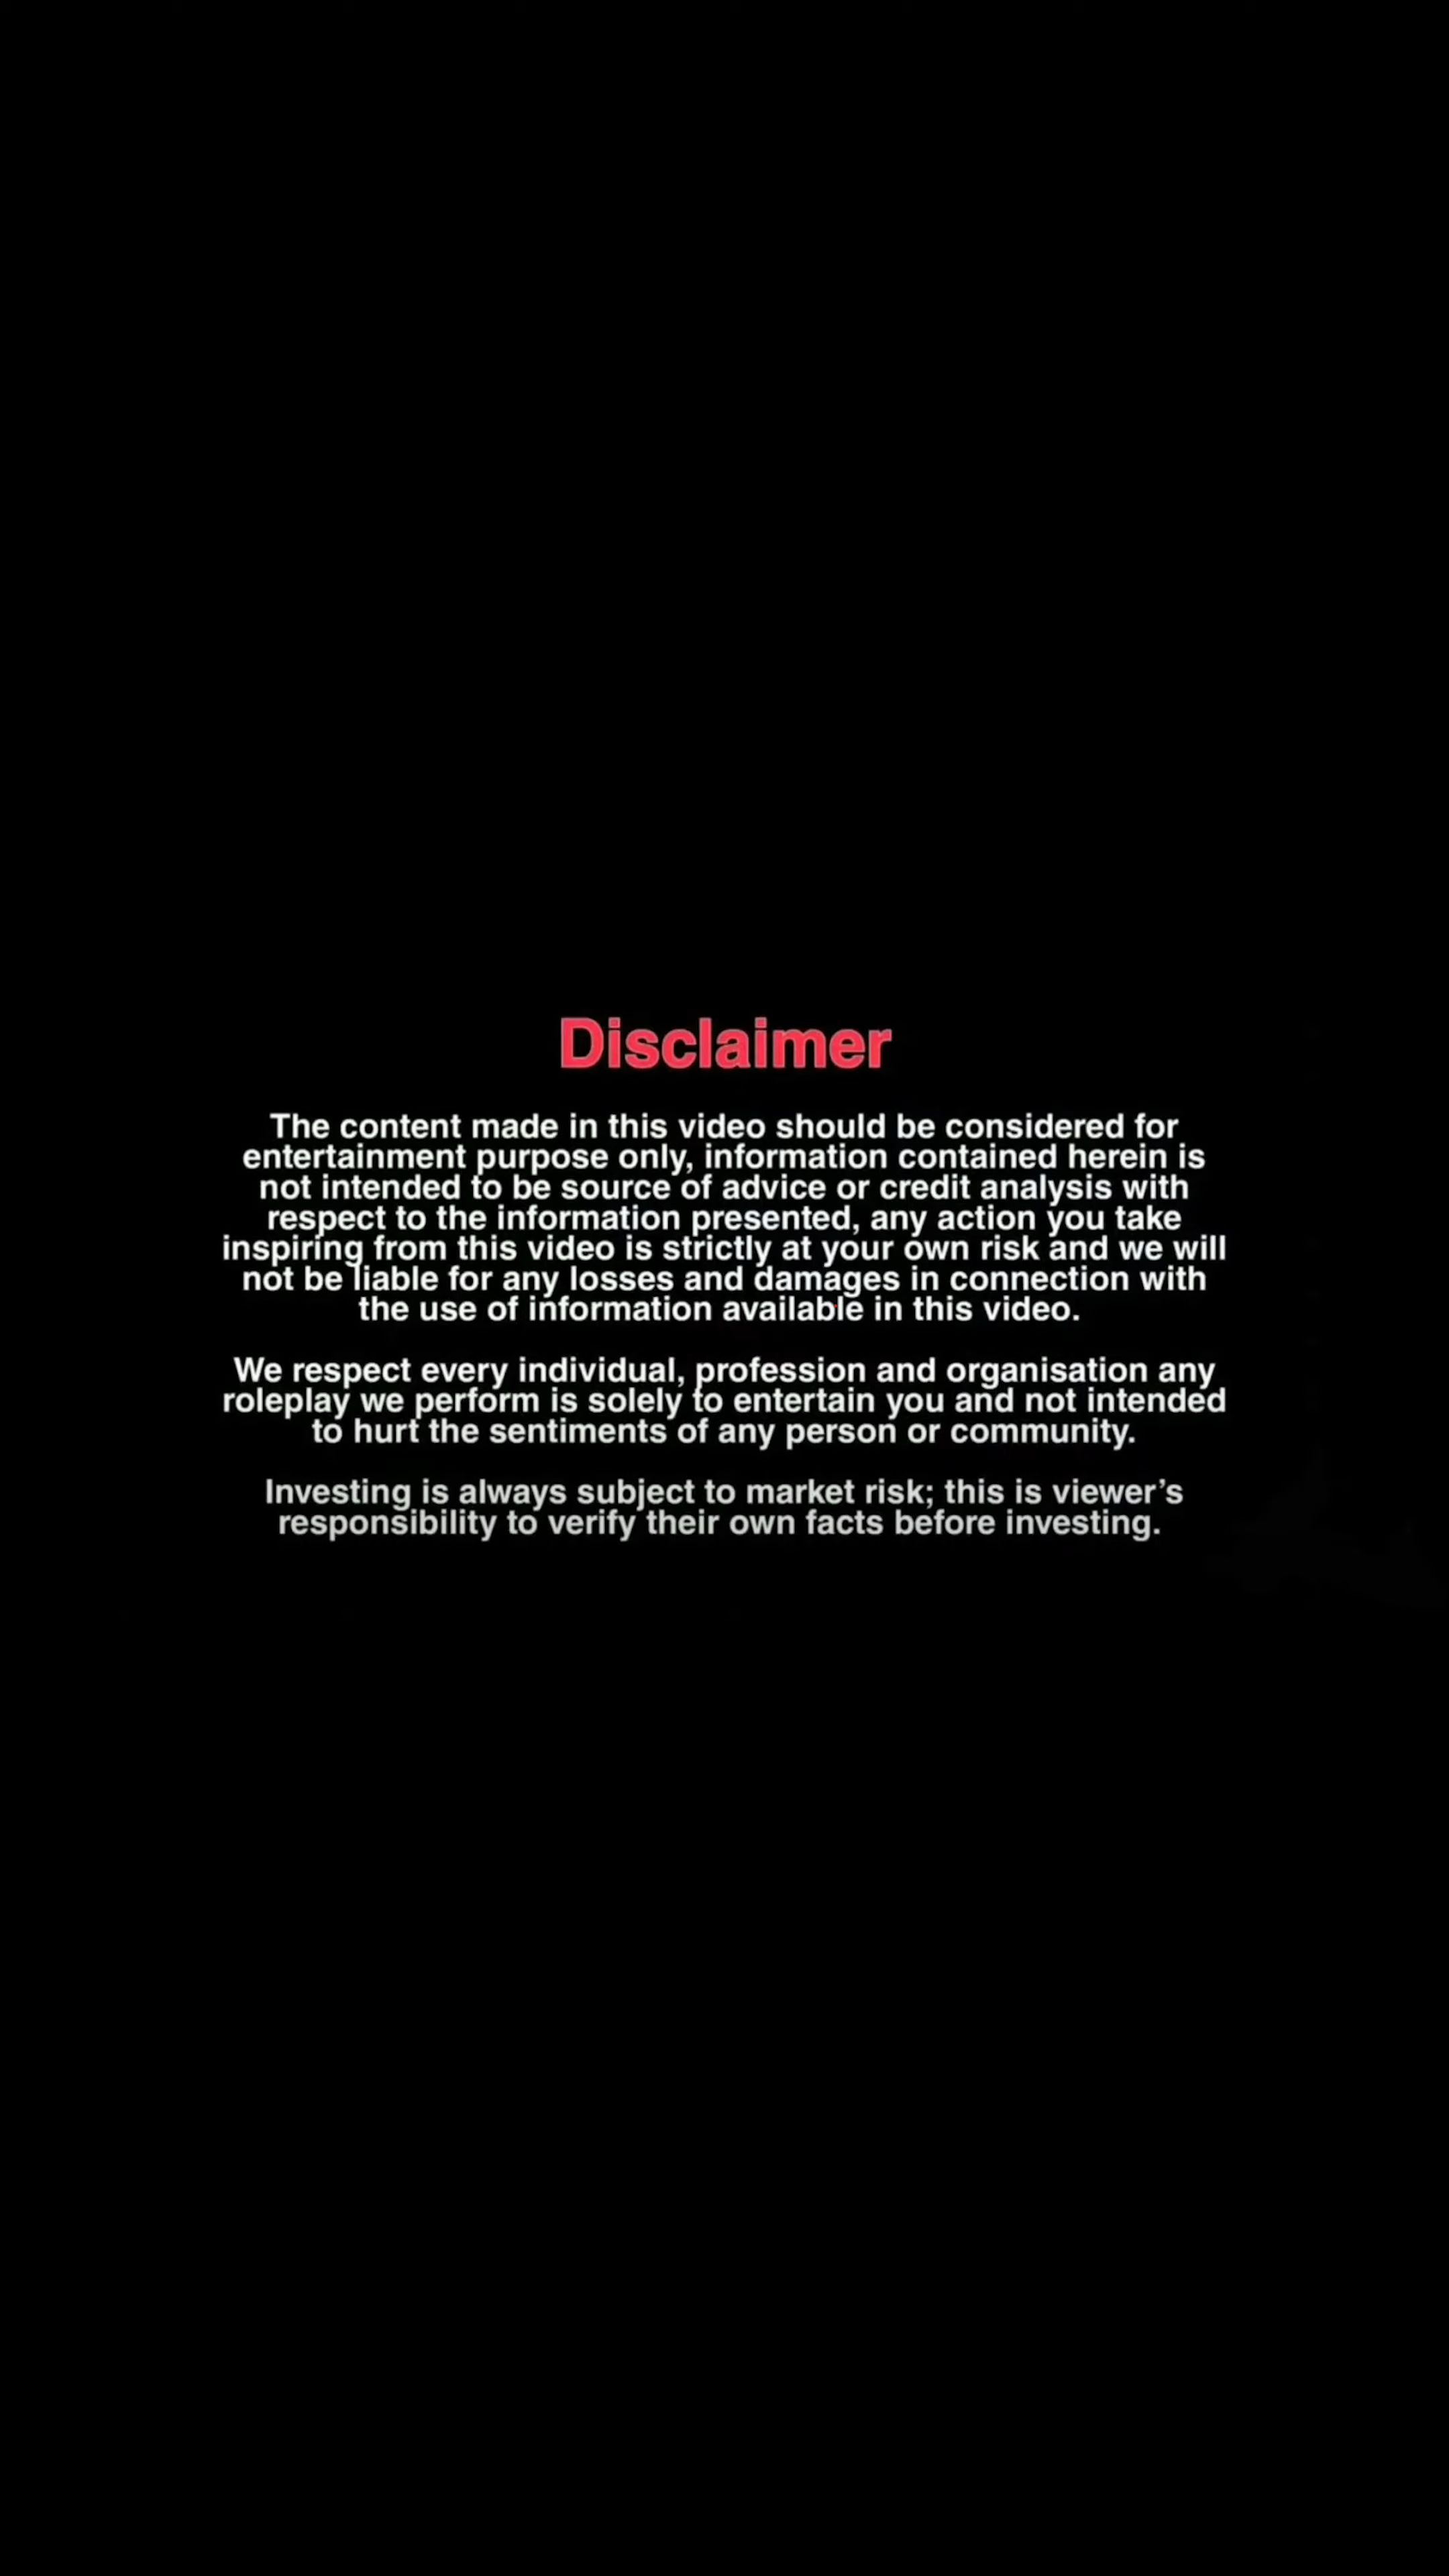 Disclaimer
The content made in this video should be considered for
entertainment purpose only, information contained herein is
not intended to be source of advice or credit analysis with
respect to the information presented, any action you take
inspiring from this video is strictly at your own risk and we will
not be liable for any losses and damages in connection with
the use of information available in this video.
We respect every individual, profession and organisation any
roleplay we perform is solely to entertain you and not intended
to hurt the sentiments of any person or community.
Investing is always subject to market risk; this is viewer’s
responsibility to verify their own facts before investing.